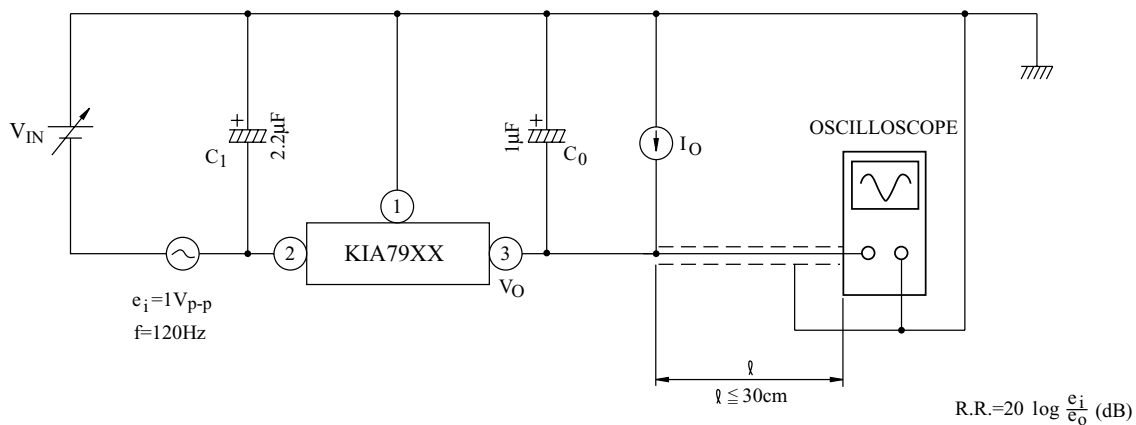 V_IN
+
C_1
2.2μF
1
+
1μF
C_0
I_O
OSCILLOSCOPE
2
KIA79XX
3
V_O
e_i=1V_p-p
f=120Hz
ℓ
ℓ ≦ 30cm
R.R.=20 log e_i/e_o (dB)